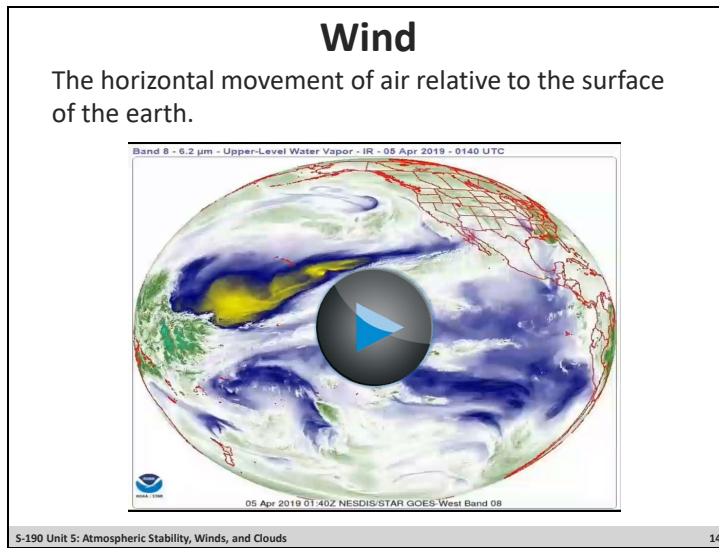 Wind
The horizontal movement of air relative to the surface
of the earth.
Band 8 - 6.2 µm - Upper-Level Water Vapor - IR - 05 Apr 2019 - 0140 UTC
NOAA / STAR
05 Apr 2019 01:40Z NESDIS/STAR GOES-West Band 08
S-190 Unit 5: Atmospheric Stability, Winds, and Clouds 14